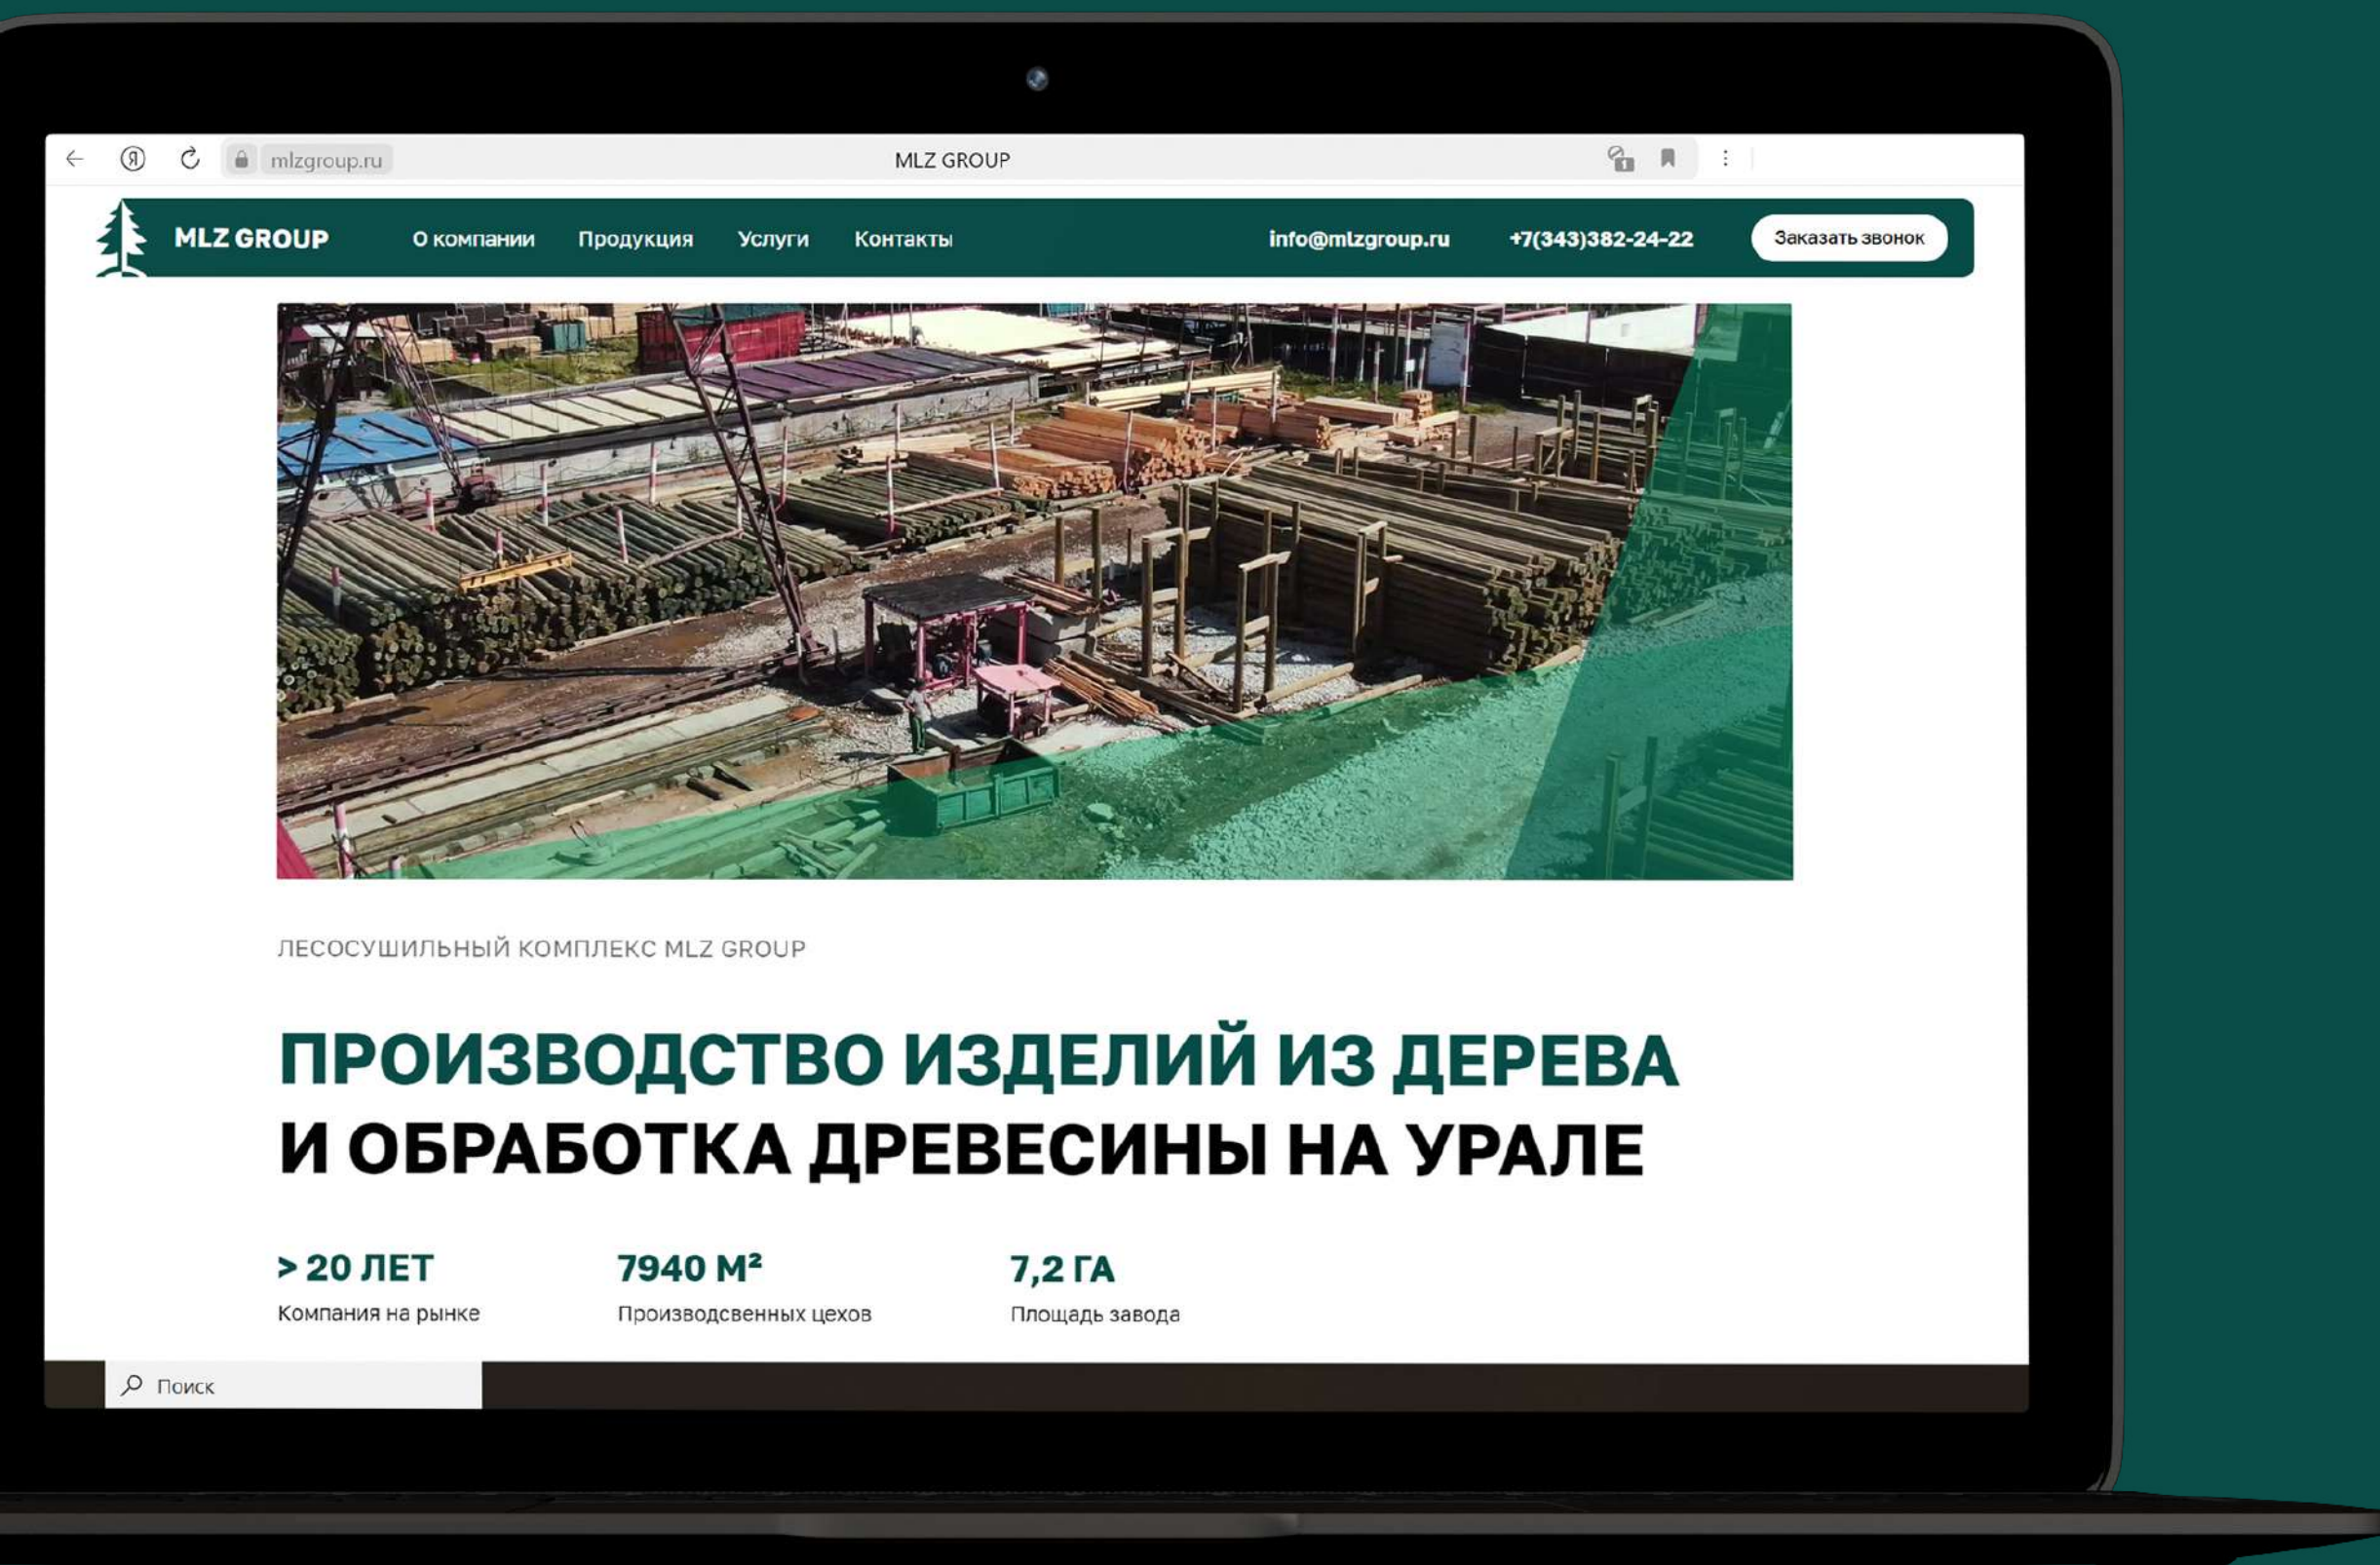 Я mlzgroup.ru MLZ GROUP 1
MLZ GROUP О компании Продукция Услуги Контакты info@mlzgroup.ru +7(343)382-24-22 Заказать звонок
ЛЕСОСУШИЛЬНЫЙ КОМПЛЕКС MLZ GROUP
ПРОИЗВОДСТВО ИЗДЕЛИЙ ИЗ ДЕРЕВА
И ОБРАБОТКА ДРЕВЕСИНЫ НА УРАЛЕ
> 20 ЛЕТ 7940 М² 7,2 ГА
Компания на рынке Производсвенных цехов Площадь завода
Поиск